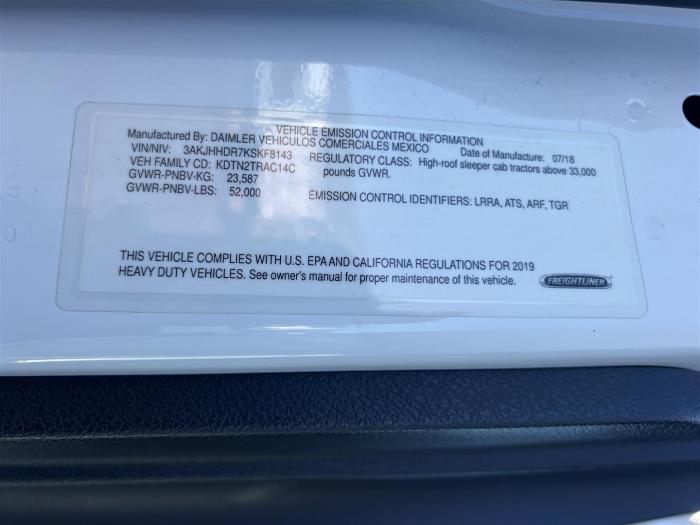 VEHICLE EMISSION CONTROL INFORMATION
Manufactured By: DAIMLER VEHICULOS COMERCIALES MEXICO Date of Manufacture: 07/18
VIN/NIV: 3AKJHHDR7KSKF8143 REGULATORY CLASS: High-roof sleeper cab tractors above 33,000
VEH FAMILY CD: KDTN2TRAC14C pounds GVWR.
GVWR-PNBV-KG: 23,587
GVWR-PNBV-LBS: 52,000 EMISSION CONTROL IDENTIFIERS: LRRA, ATS, ARF, TGR
THIS VEHICLE COMPLIES WITH U.S. EPA AND CALIFORNIA REGULATIONS FOR 2019
HEAVY DUTY VEHICLES. See owner's manual for proper maintenance of this vehicle.
FREIGHTLINER